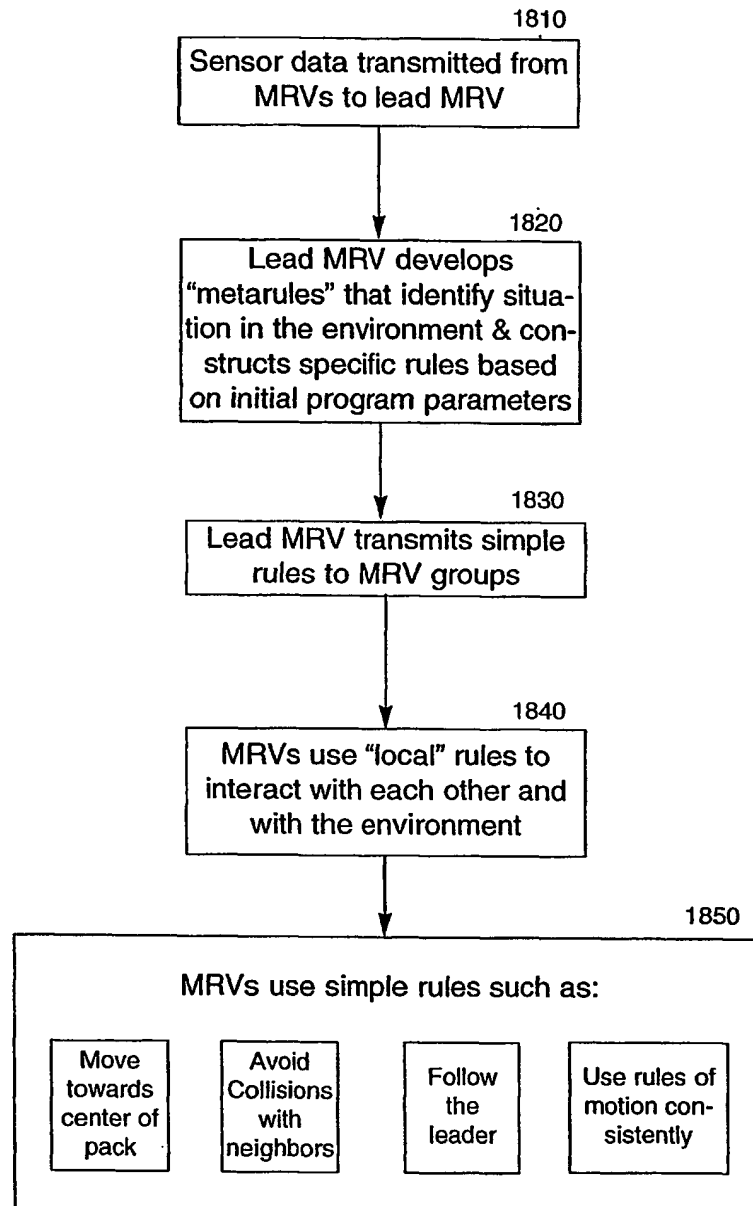 1810
Sensor data transmitted from
MRVs to lead MRV
1820
Lead MRV develops
“metarules” that identify situa-
tion in the environment & con-
structs specific rules based
on initial program parameters
1830
Lead MRV transmits simple
rules to MRV groups
1840
MRVs use “local” rules to
interact with each other and
with the environment
1850
MRVs use simple rules such as:
Move
towards
center of
pack
Avoid
Collisions
with
neighbors
Follow
the
leader
Use rules of
motion con-
sistently